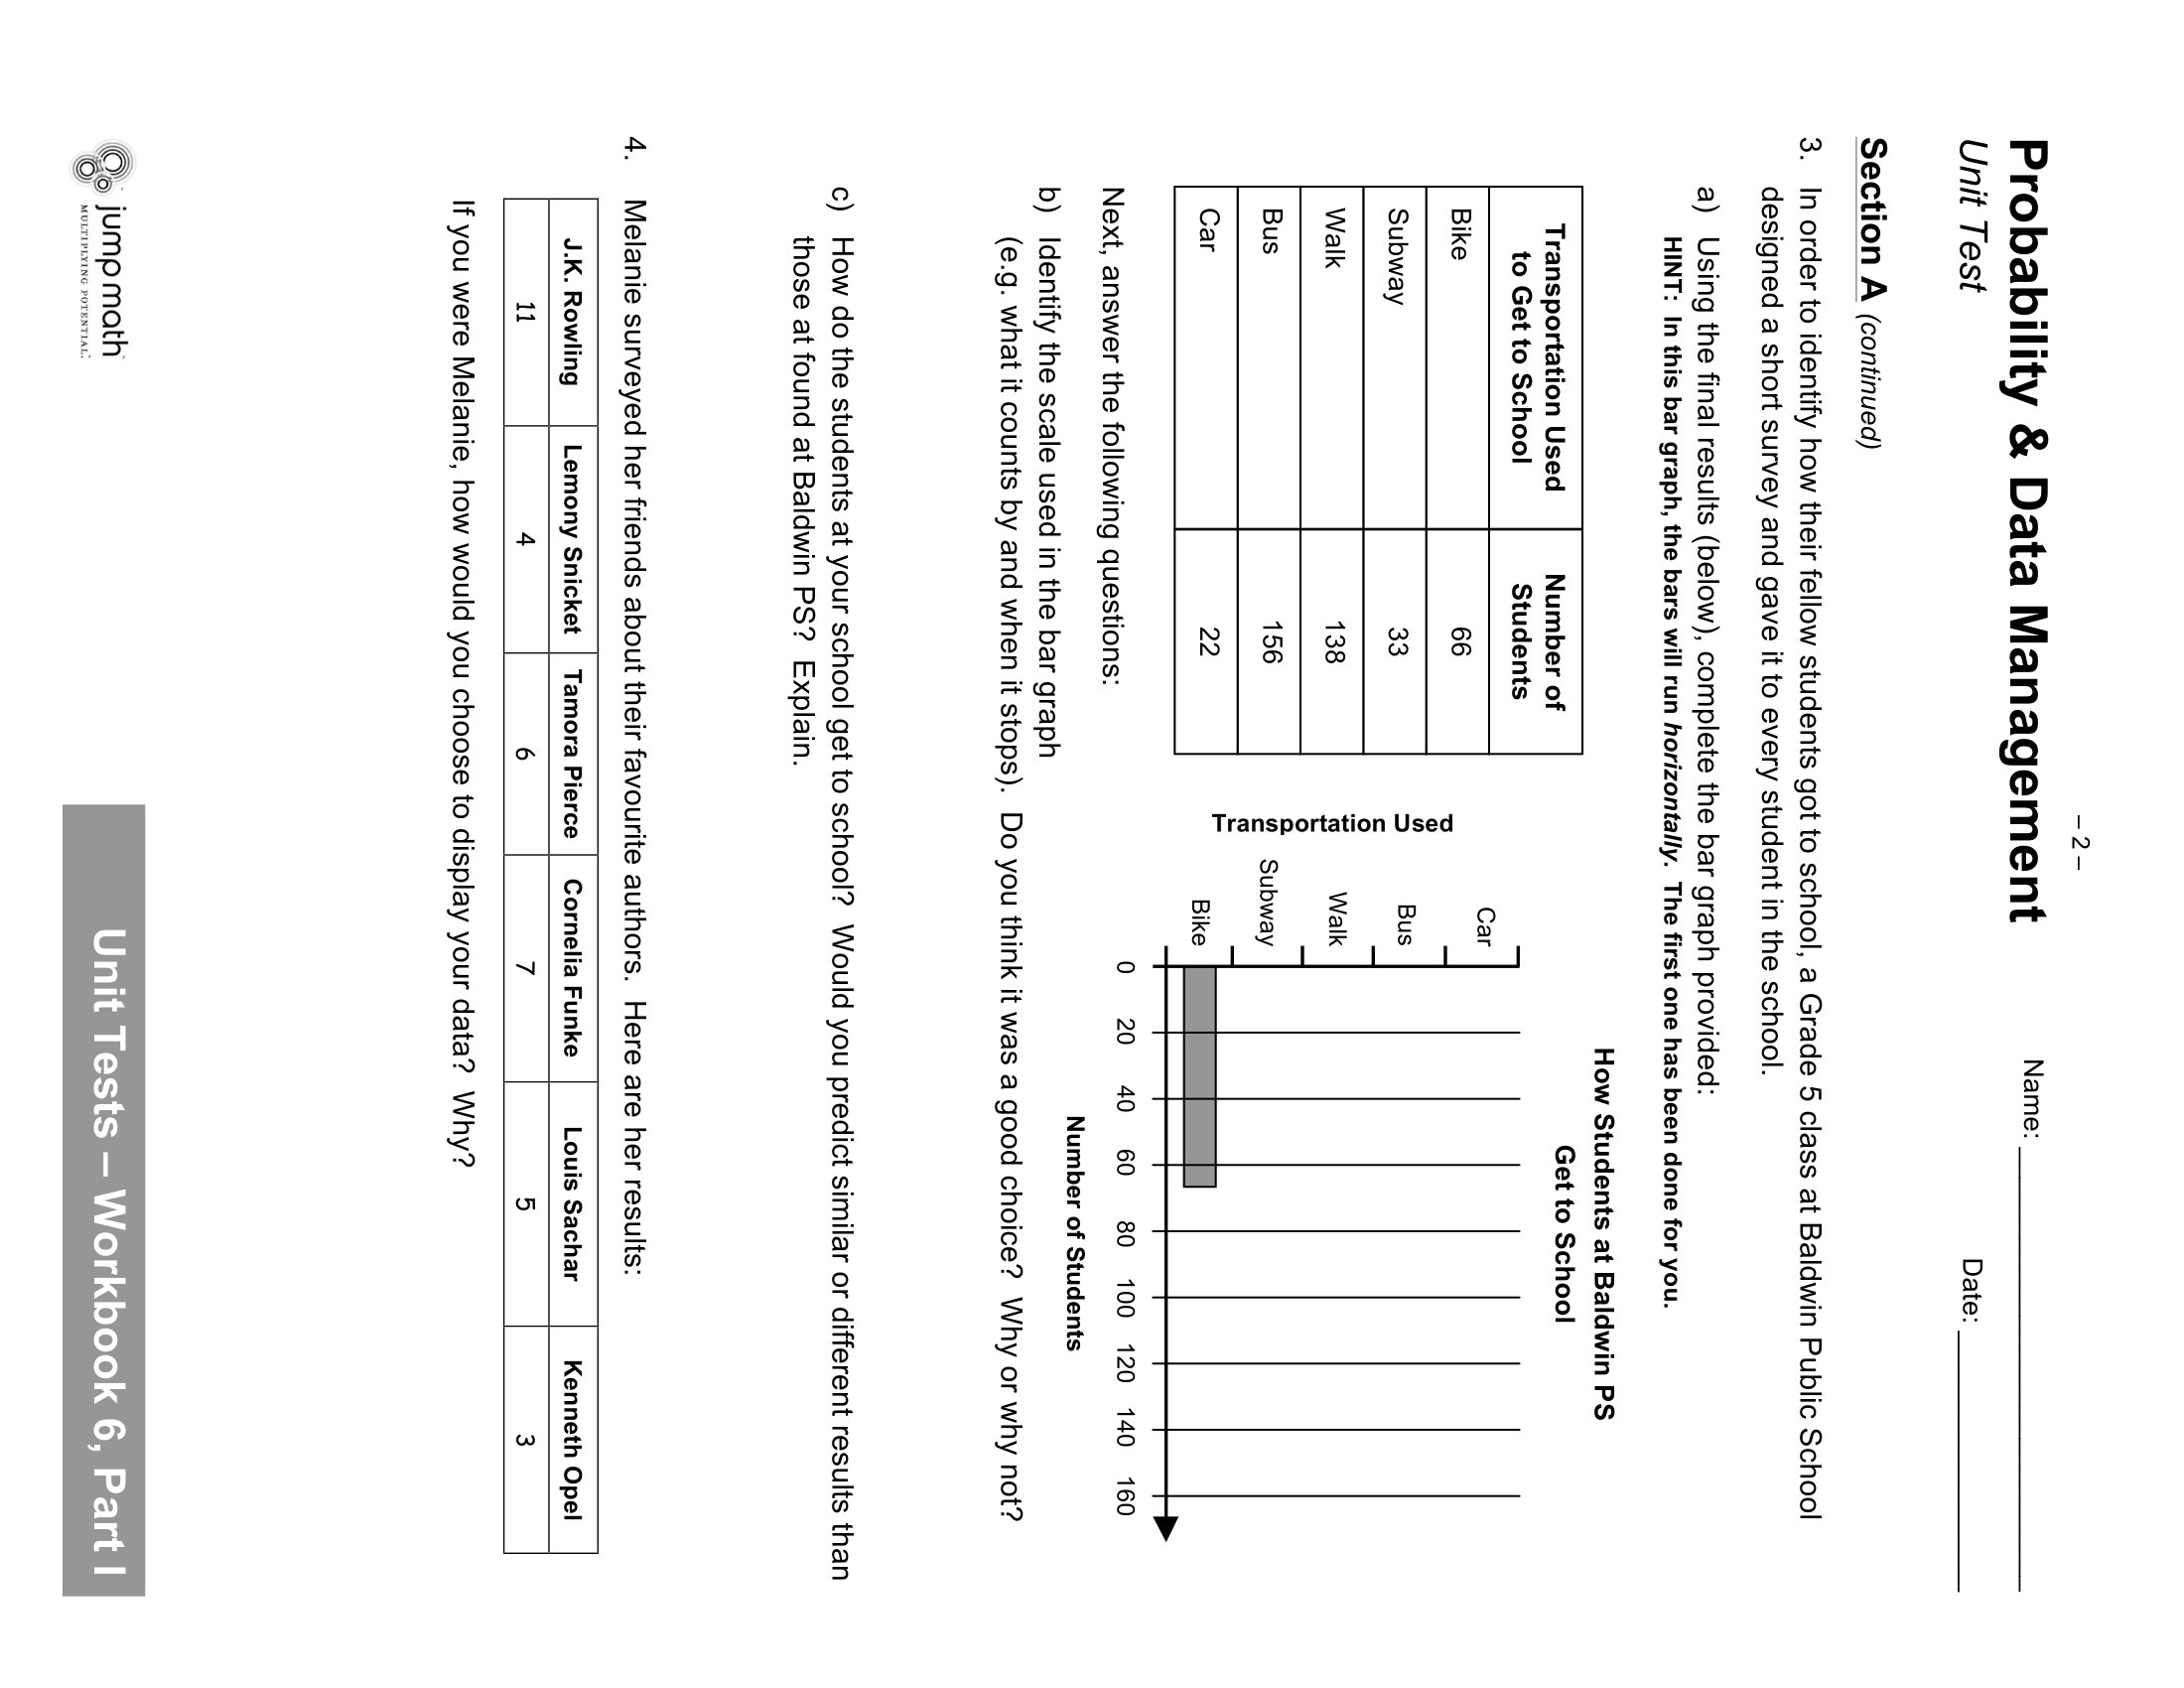 – 2 –
Probability & Data Management
Name:
Unit Test
Date:
Section A (continued)
3. In order to identify how their fellow students got to school, a Grade 5 class at Baldwin Public School
designed a short survey and gave it to every student in the school.
a) Using the final results (below), complete the bar graph provided:
HINT: In this bar graph, the bars will run horizontally. The first one has been done for you.
Transportation Used
to Get to School
Number of
Students
Bike 66
Subway 33
Walk 138
Bus 156
Car 22
How Students at Baldwin PS
Get to School
Transportation Used
Car
Bus
Walk
Subway
Bike
0 20 40 60 80 100 120 140 160
Number of Students
Next, answer the following questions:
b) Identify the scale used in the bar graph
(e.g. what it counts by and when it stops). Do you think it was a good choice? Why or why not?
c) How do the students at your school get to school? Would you predict similar or different results than
those at found at Baldwin PS? Explain.
4. Melanie surveyed her friends about their favourite authors. Here are her results:
J.K. Rowling Lemony Snicket Tamora Pierce Cornelia Funke Louis Sachar Kenneth Opel
11 4 6 7 5 3
If you were Melanie, how would you choose to display your data? Why?
jump math
MULTIPLYING POTENTIAL.
Unit Tests – Workbook 6, Part I